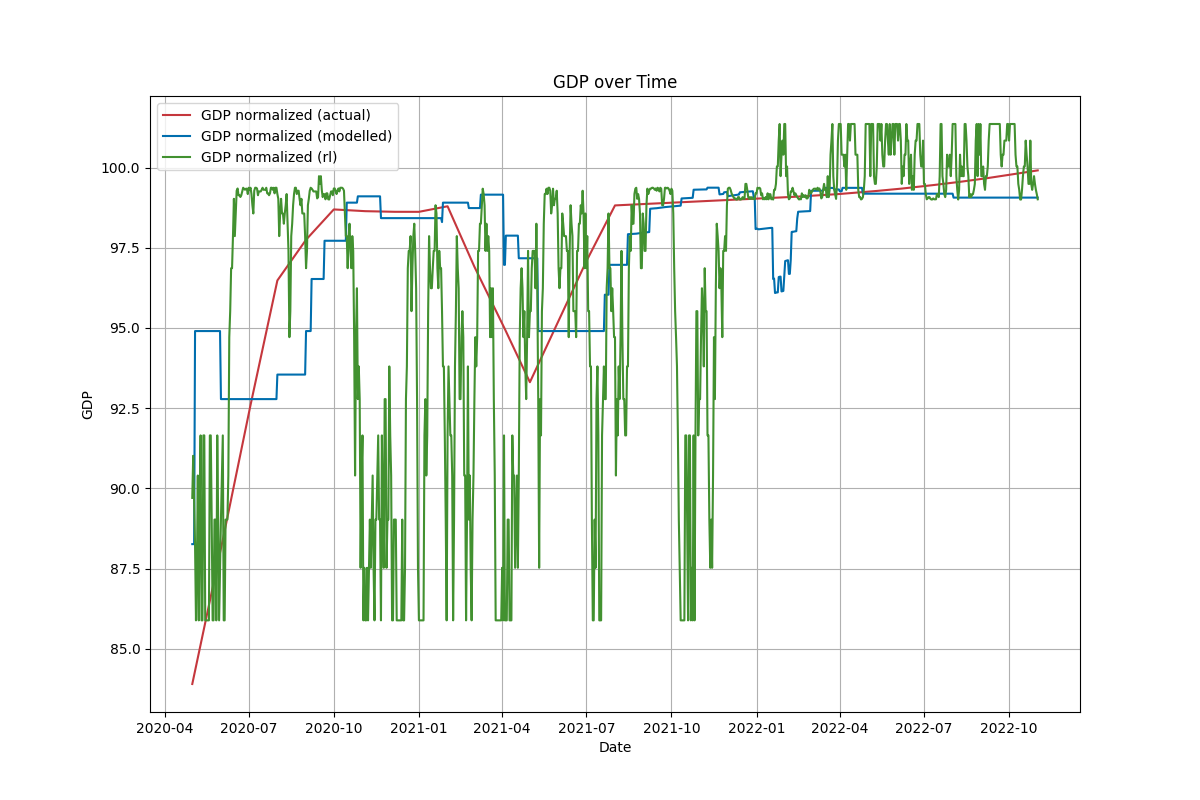 GDP over Time
GDP normalized (actual)
GDP normalized (modelled)
GDP normalized (rl)
100.0
97.5
95.0
92.5
90.0
87.5
85.0
GDP
2020-04 2020-07 2020-10 2021-01 2021-04 2021-07 2021-10 2022-01 2022-04 2022-07 2022-10
Date